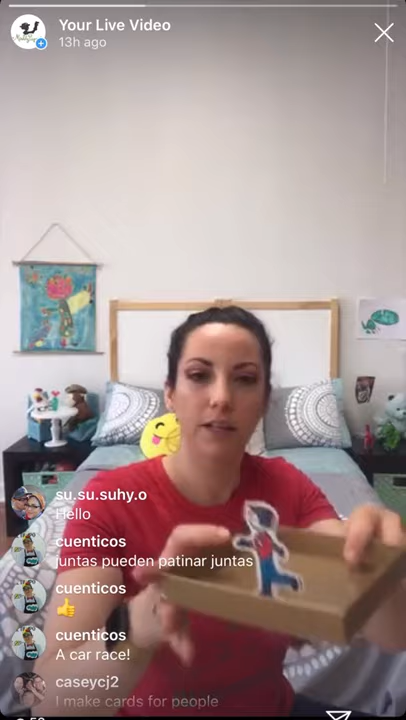 Your Live Video
13h ago
su.su.suhy.o
Hello
cuenticos
juntas pueden patinar juntas
cuenticos
👍
cuenticos
A car race!
caseycj2
I make cards for people